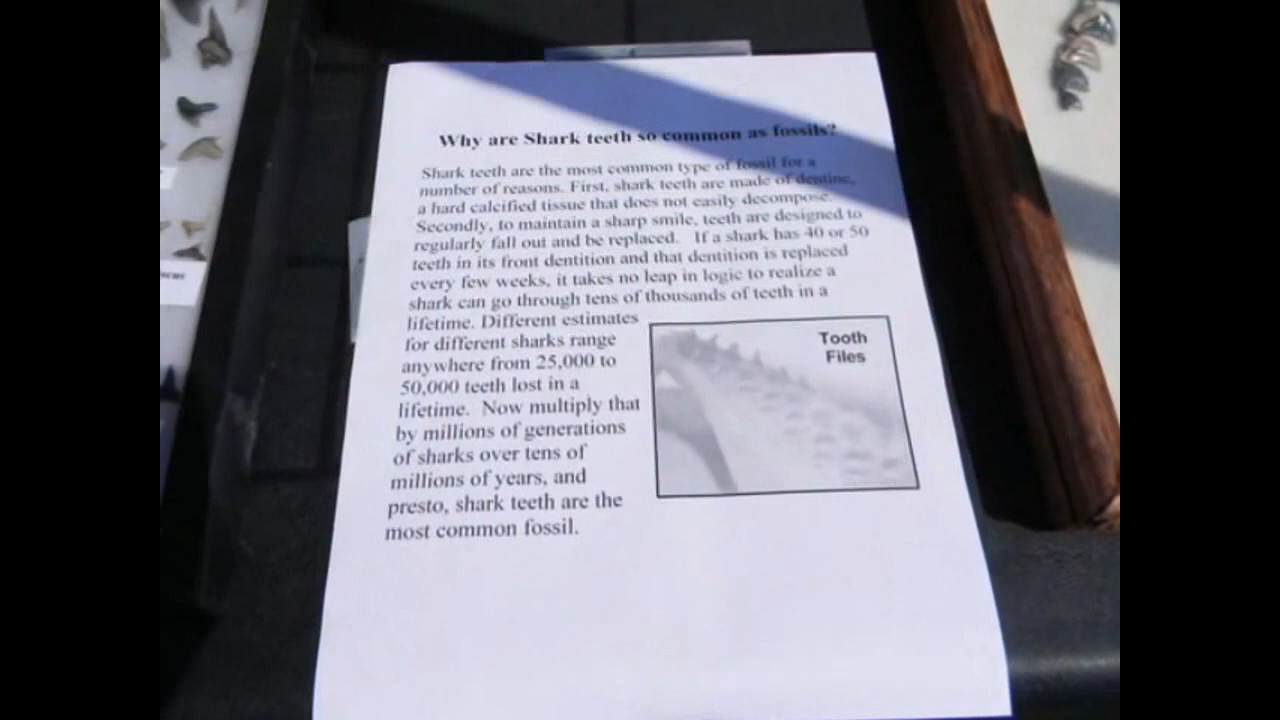 Why are Shark teeth so common as fossils?
Shark teeth are the most common type of fossil for a
number of reasons. First, shark teeth are made of dentine,
a hard calcified tissue that does not easily decompose.
Secondly, to maintain a sharp smile, teeth are designed to
regularly fall out and be replaced. If a shark has 40 or 50
teeth in its front dentition and that dentition is replaced
every few weeks, it takes no leap in logic to realize a
shark can go through tens of thousands of teeth in a
lifetime. Different estimates
for different sharks range
anywhere from 25,000 to
50,000 teeth lost in a
lifetime. Now multiply that
by millions of generations
of sharks over tens of
millions of years, and
presto, shark teeth are the
most common fossil.
Tooth
Files